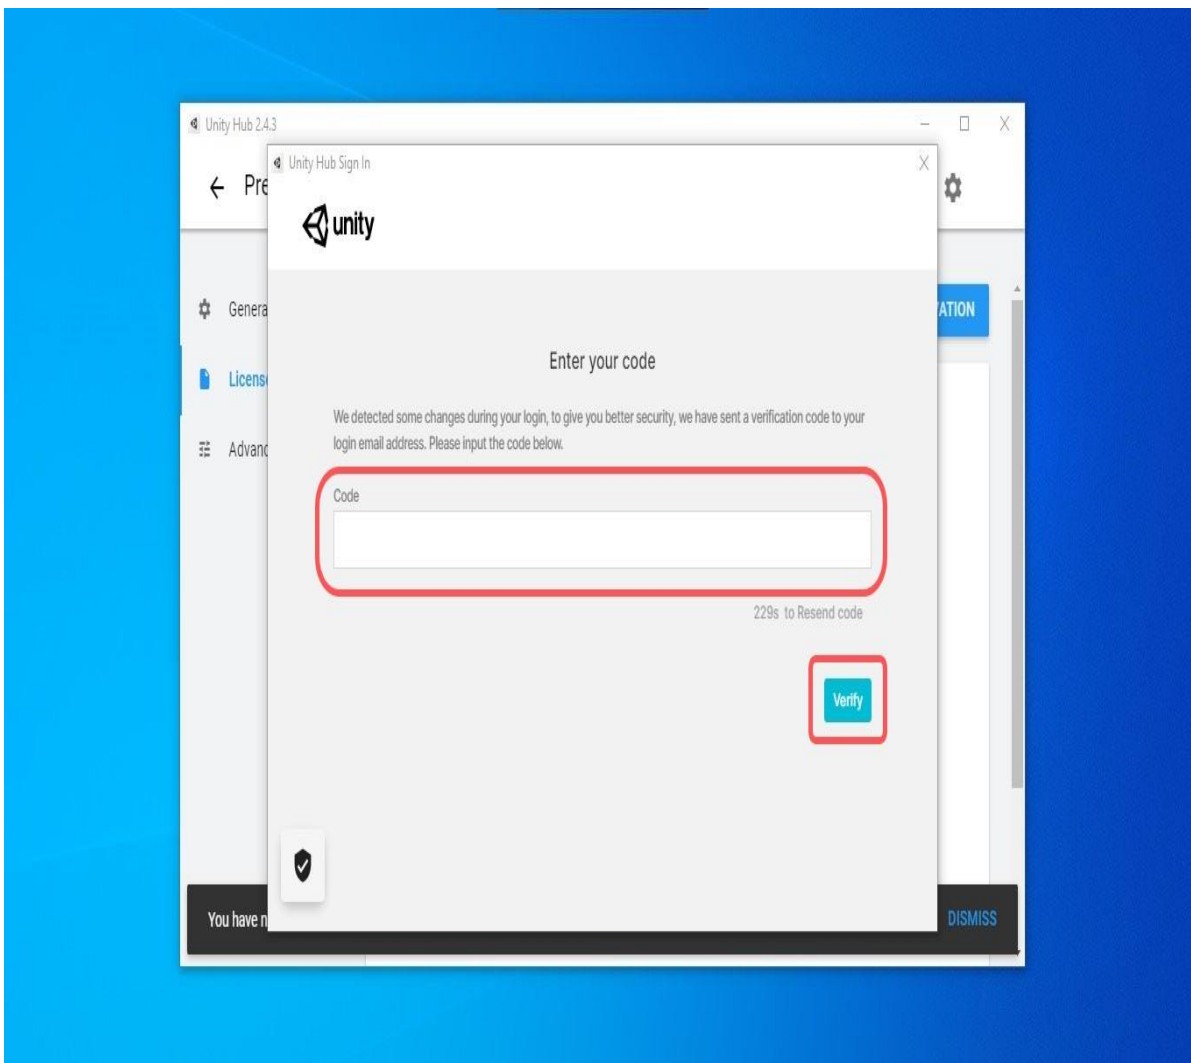 Unity Hub 2.4.3
Unity Hub Sign In
Pre
unity
Genera
ATION
Enter your code
License
We detected some changes during your login, to give you better security, we have sent a verification code to your
login email address. Please input the code below.
Advanc
Code
229s to Resend code
Verify
You have n
DISMISS